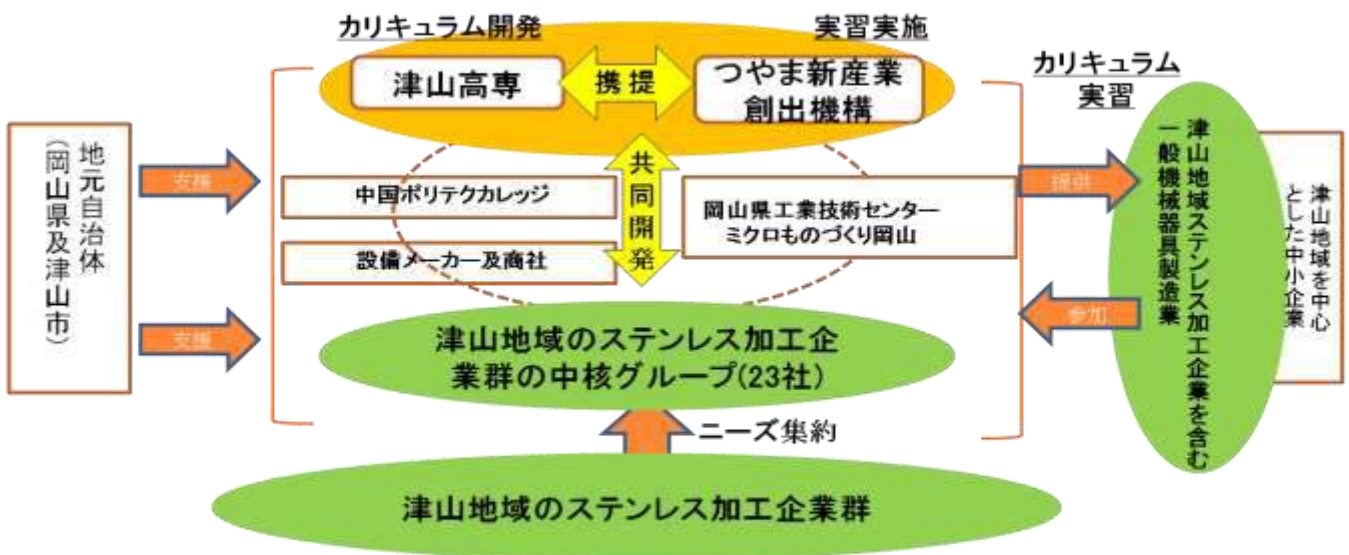 カリキュラム開発
実習実施
津山高専
携提
つやま新産業
創出機構
カリキュラム
実習
地元自治体
(岡山県及津山市)
支援
支援
共同開発
中国ポリテクカレッジ
設備メーカー及商社
岡山県工業技術センター
ミクロものづくり岡山
提供
参加
津山地域ステンレス加工企業を含む
一般機械器具製造業
津山地域を中心
とした中小企業
津山地域のステンレス加工企
業群の中核グループ(23社)
ニーズ集約
津山地域のステンレス加工企業群